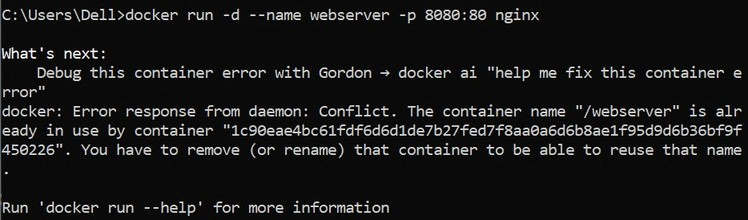 C:\Users\Dell>docker run -d --name webserver -p 8080:80 nginx
What's next:
Debug this container error with Gordon → docker ai "help me fix this container e
rror"
docker: Error response from daemon: Conflict. The container name "/webserver" is alr
eady in use by container "1c90eae4bc61fdf6d6d1de7b27fed7f8aa0a6d6b8ae1f95d9d6b36bf9f
450226". You have to remove (or rename) that container to be able to reuse that name
.
Run 'docker run --help' for more information